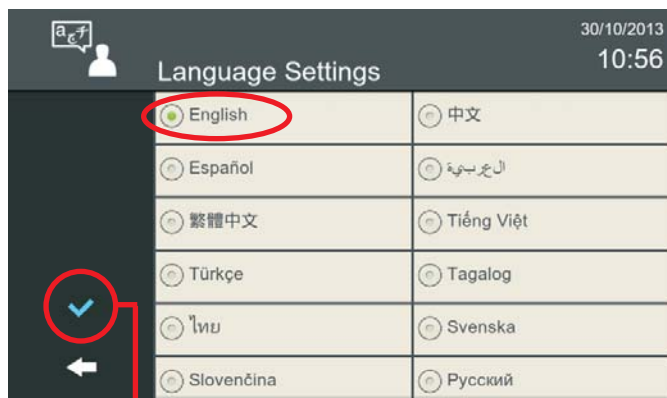 30/10/2013
Language Settings 10:56
English 中文
Español العربية
繁體中文 Tiếng Việt
Türkçe Tagalog
ไทย Svenska
Slovenčina Русский